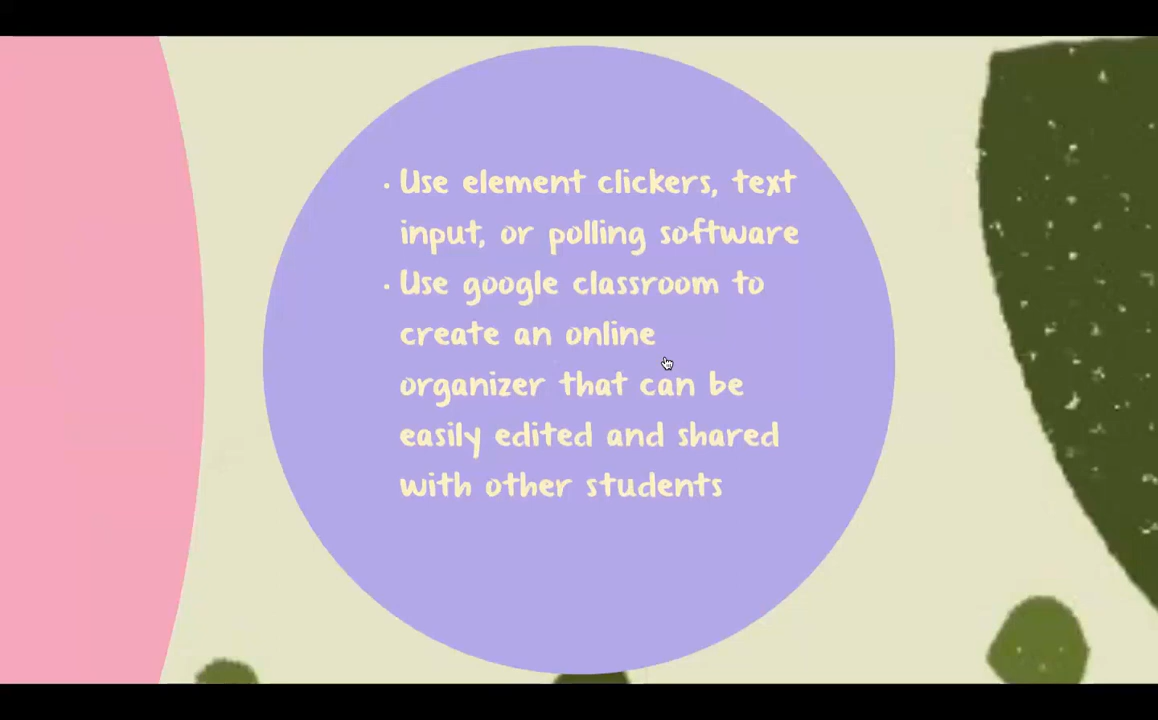 · Use element clickers, text
input, or polling software
· Use google classroom to
create an online
organizer that can be
easily edited and shared
with other students